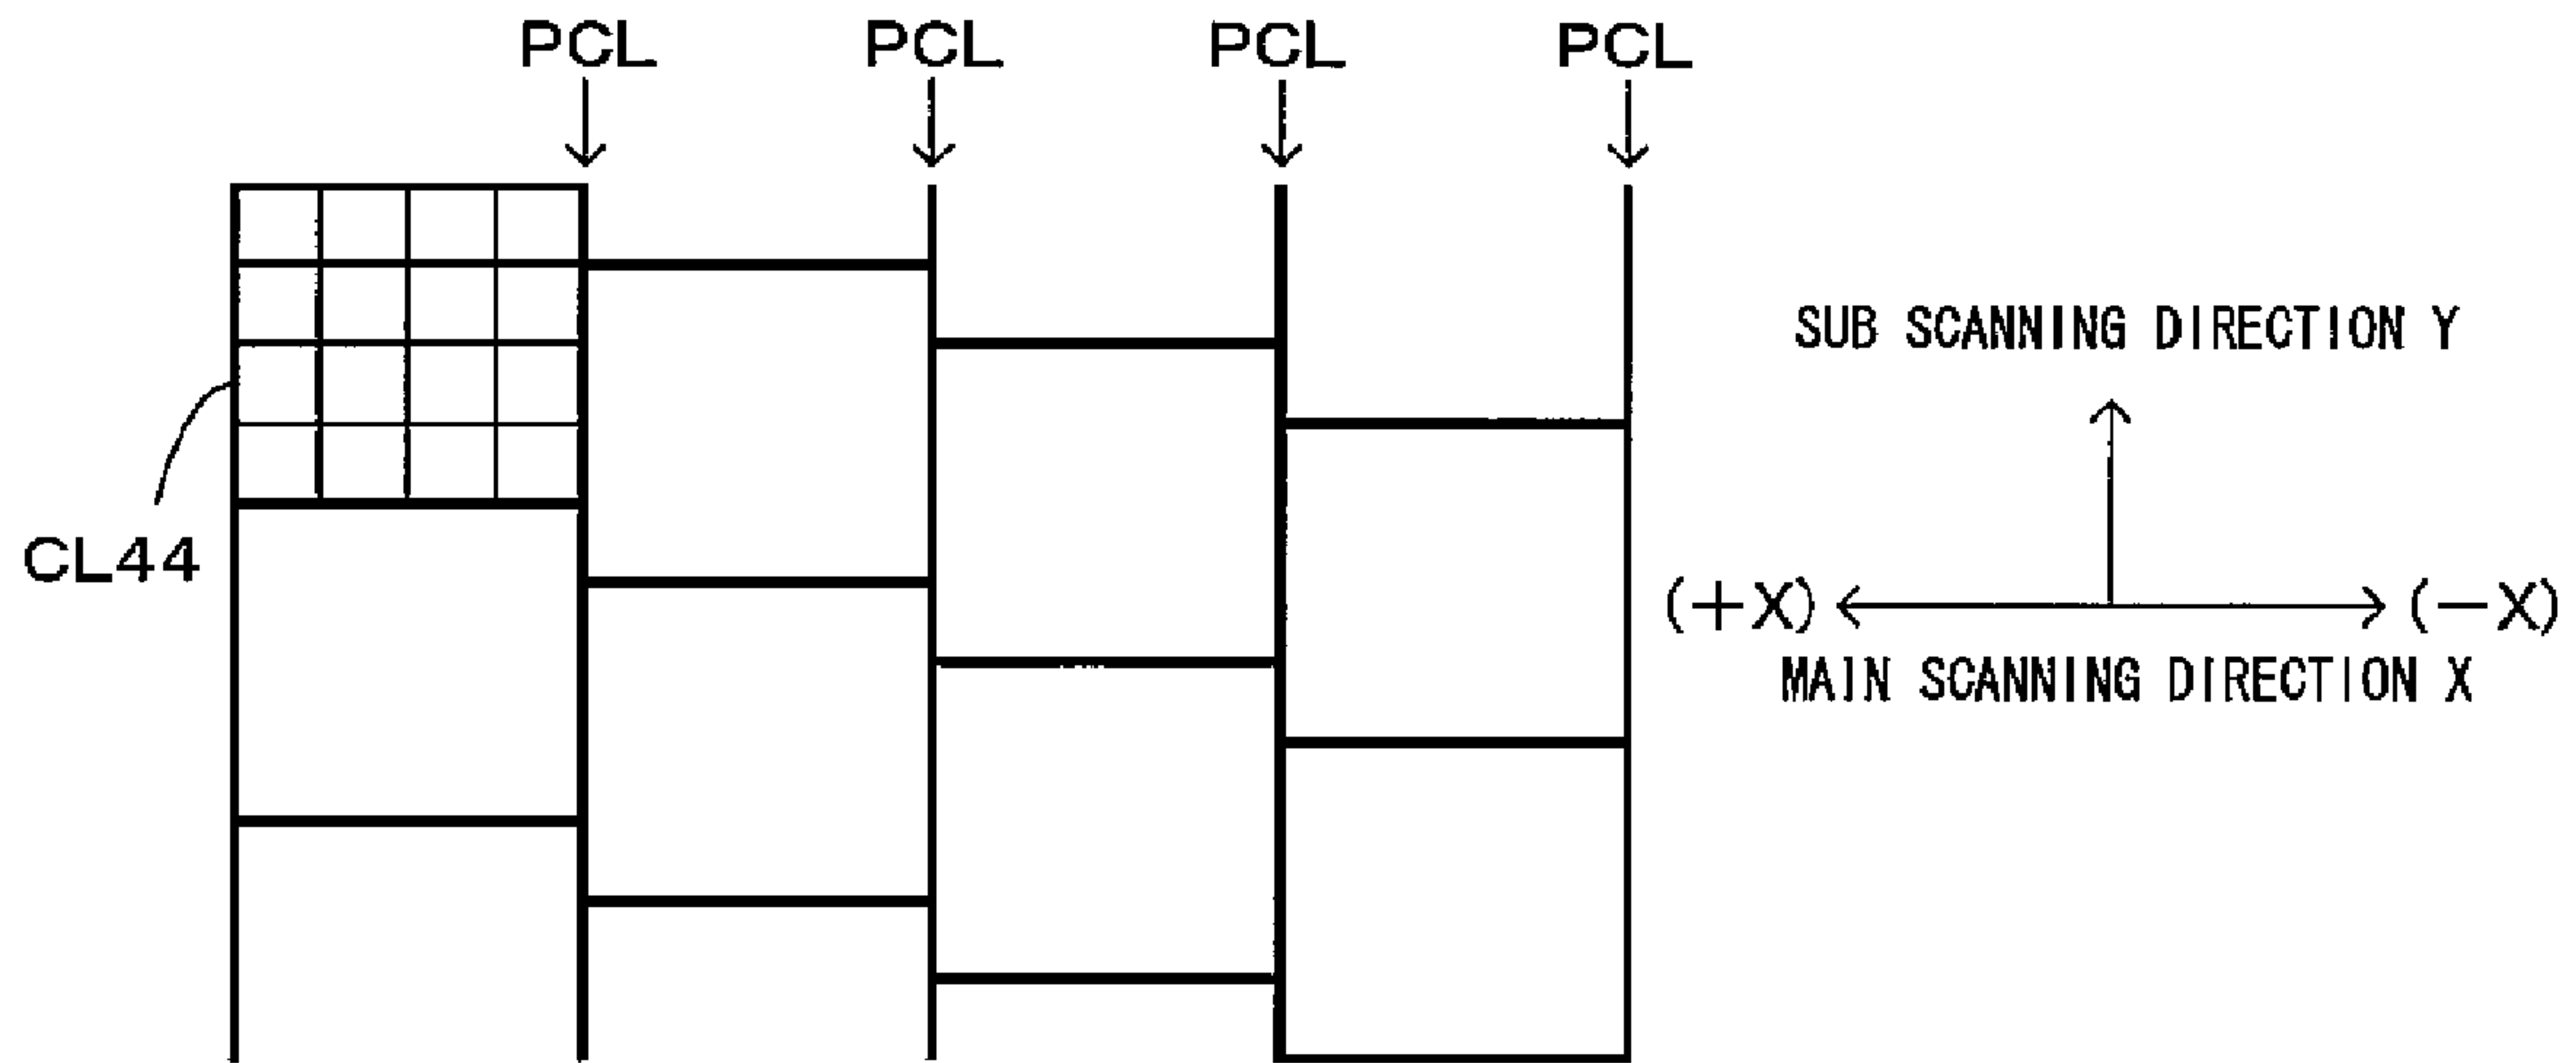 PCL PCL PCL PCL
SUB SCANNING DIRECTION Y
CL44
(+X) (−X)
MAIN SCANNING DIRECTION X